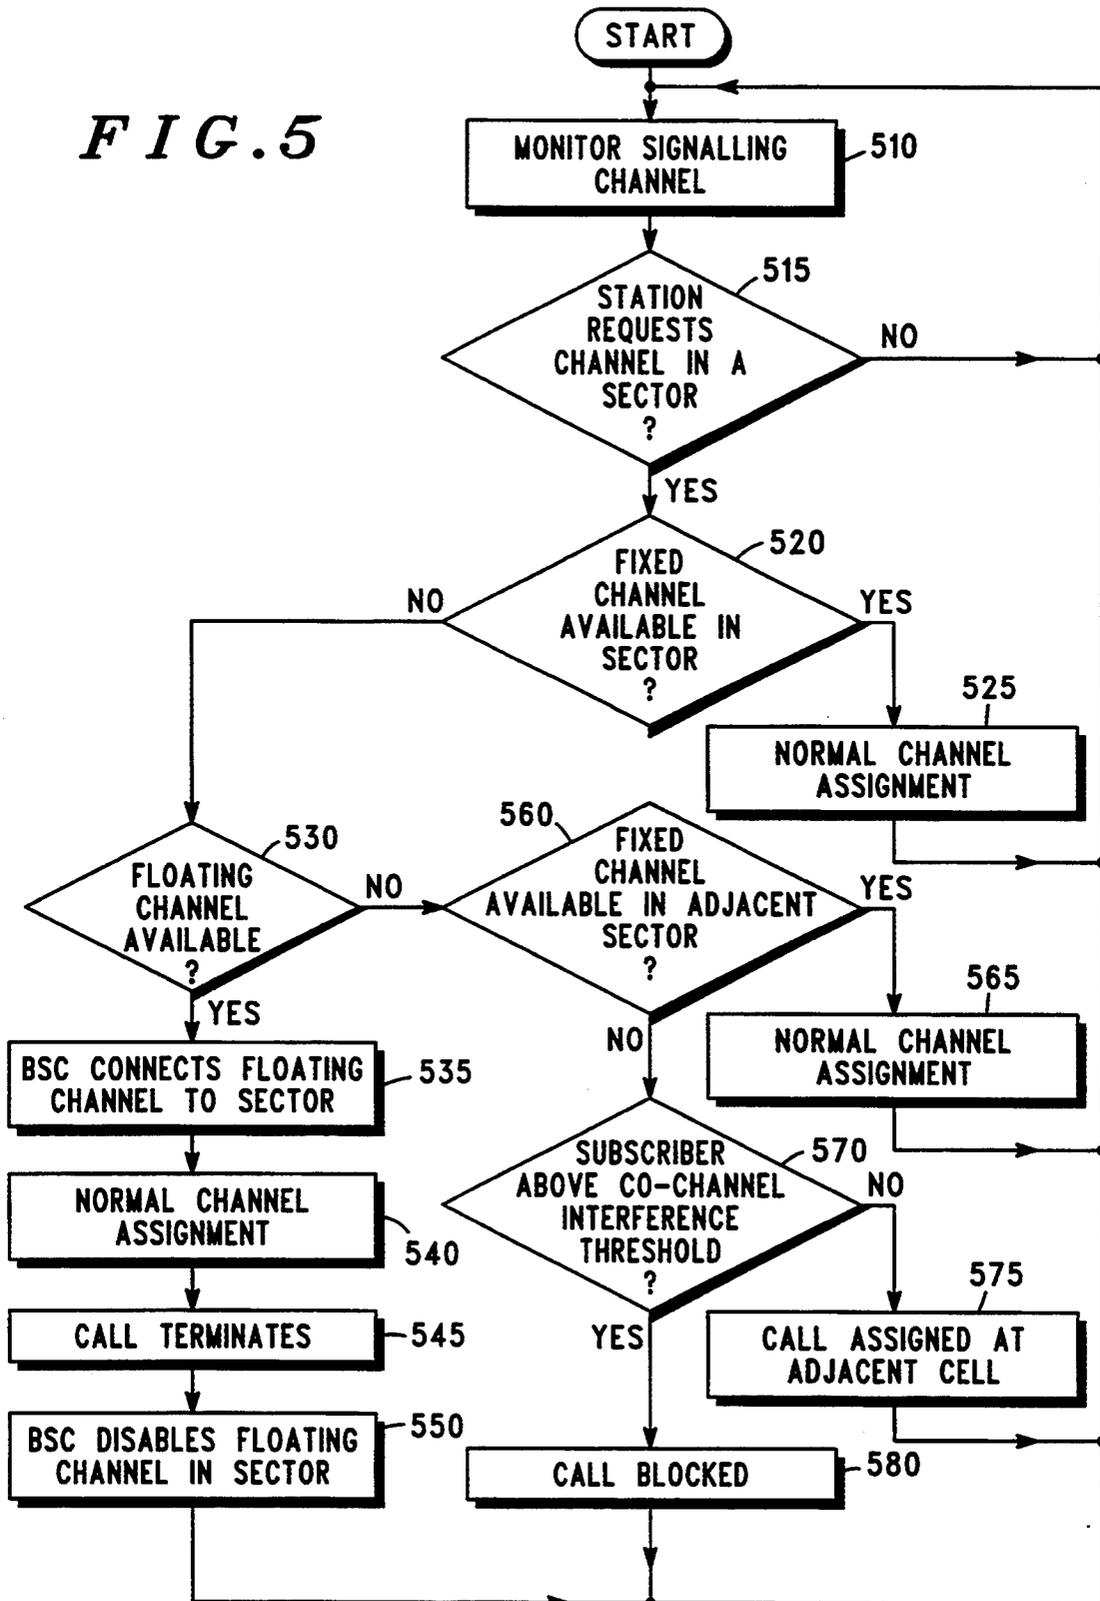 START
FIG.5
MONITOR SIGNALLING
CHANNEL
510
515
STATION
REQUESTS
CHANNEL IN A
SECTOR
?
NO
YES
520
FIXED
CHANNEL
AVAILABLE IN
SECTOR
?
NO
YES
525
NORMAL CHANNEL
ASSIGNMENT
530
FLOATING
CHANNEL
AVAILABLE
?
NO
YES
560
FIXED
CHANNEL
AVAILABLE IN ADJACENT
SECTOR
?
YES
NO
565
NORMAL CHANNEL
ASSIGNMENT
BSC CONNECTS FLOATING
CHANNEL TO SECTOR
535
NORMAL CHANNEL
ASSIGNMENT
540
SUBSCRIBER
ABOVE CO-CHANNEL
INTERFERENCE
THRESHOLD
?
570
NO
YES
575
CALL ASSIGNED AT
ADJACENT CELL
CALL TERMINATES
545
BSC DISABLES FLOATING
CHANNEL IN SECTOR
550
CALL BLOCKED
580